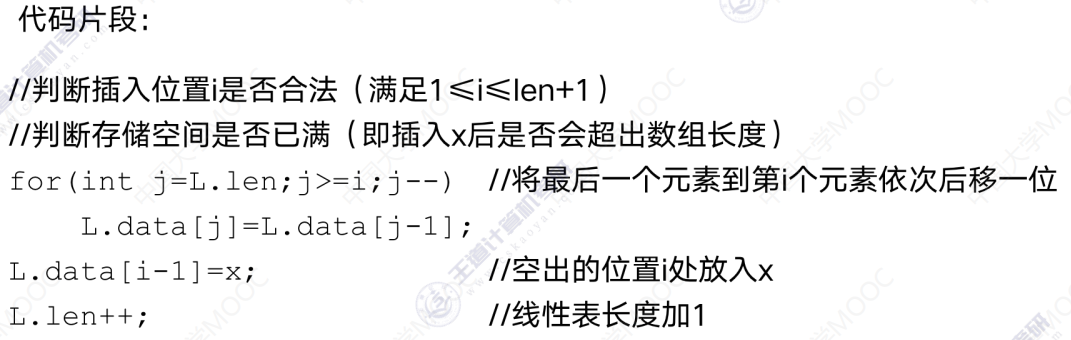 代码片段：
//判断插入位置i是否合法（满足1≤i≤len+1）
//判断存储空间是否已满（即插入x后是否会超出数组长度）
for(int j=L.len;j>=i;j--)  //将最后一个元素到第i个元素依次后移一位
    L.data[j]=L.data[j-1];
L.data[i-1]=x;  //空出的位置i处放入x
L.len++;  //线性表长度加1